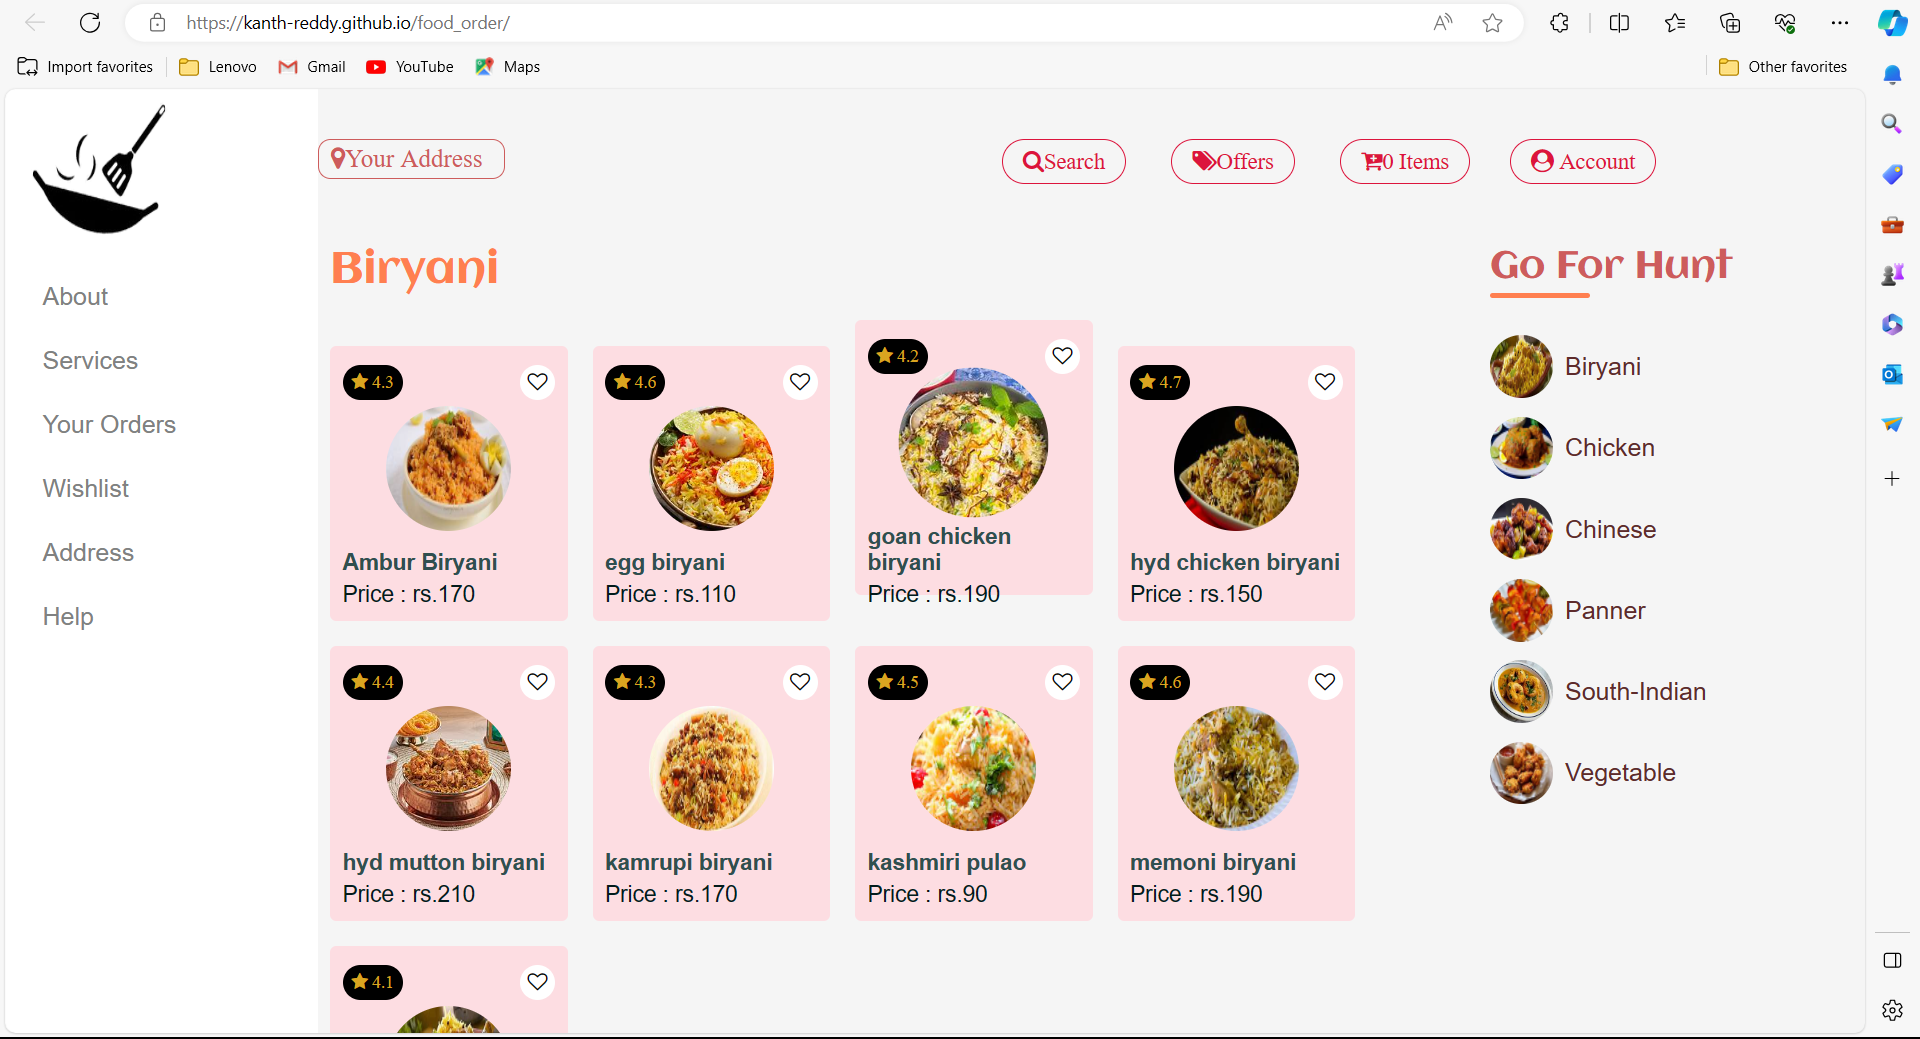 https://kanth-reddy.github.io/food_order/
Import favorites
Lenovo
Gmail
YouTube
Maps
Other favorites
Your Address
Search
Offers
0 Items
Account
About
Services
Your Orders
Wishlist
Address
Help
Biryani
4.3
Ambur Biryani
Price : rs.170
4.6
egg biryani
Price : rs.110
4.2
goan chicken
biryani
Price : rs.190
4.7
hyd chicken biryani
Price : rs.150
4.4
hyd mutton biryani
Price : rs.210
4.3
kamrupi biryani
Price : rs.170
4.5
kashmiri pulao
Price : rs.90
4.6
memoni biryani
Price : rs.190
4.1
Go For Hunt
Biryani
Chicken
Chinese
Panner
South-Indian
Vegetable